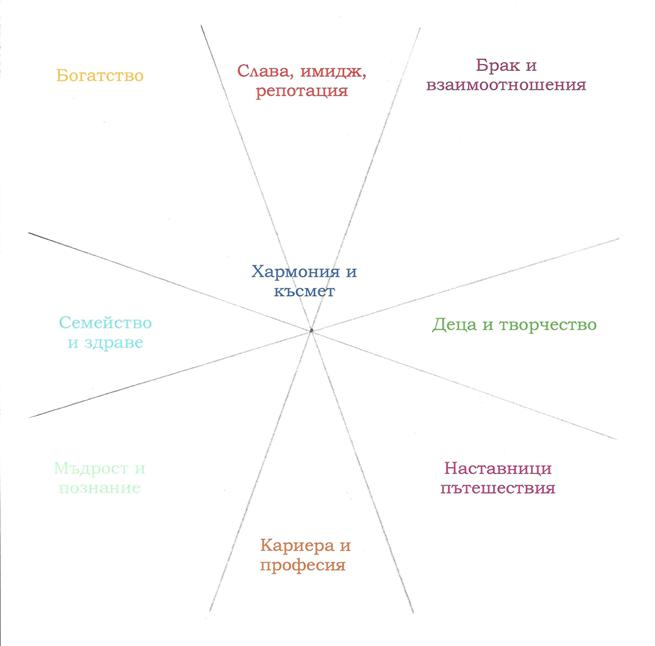 Богатство
Слава, имидж,
репотация
Брак и
взаимоотношения
Хармония и
късмет
Семейство
и здраве
Деца и творчество
Мъдрост и
познание
Наставници
пътешествия
Кариера и
професия